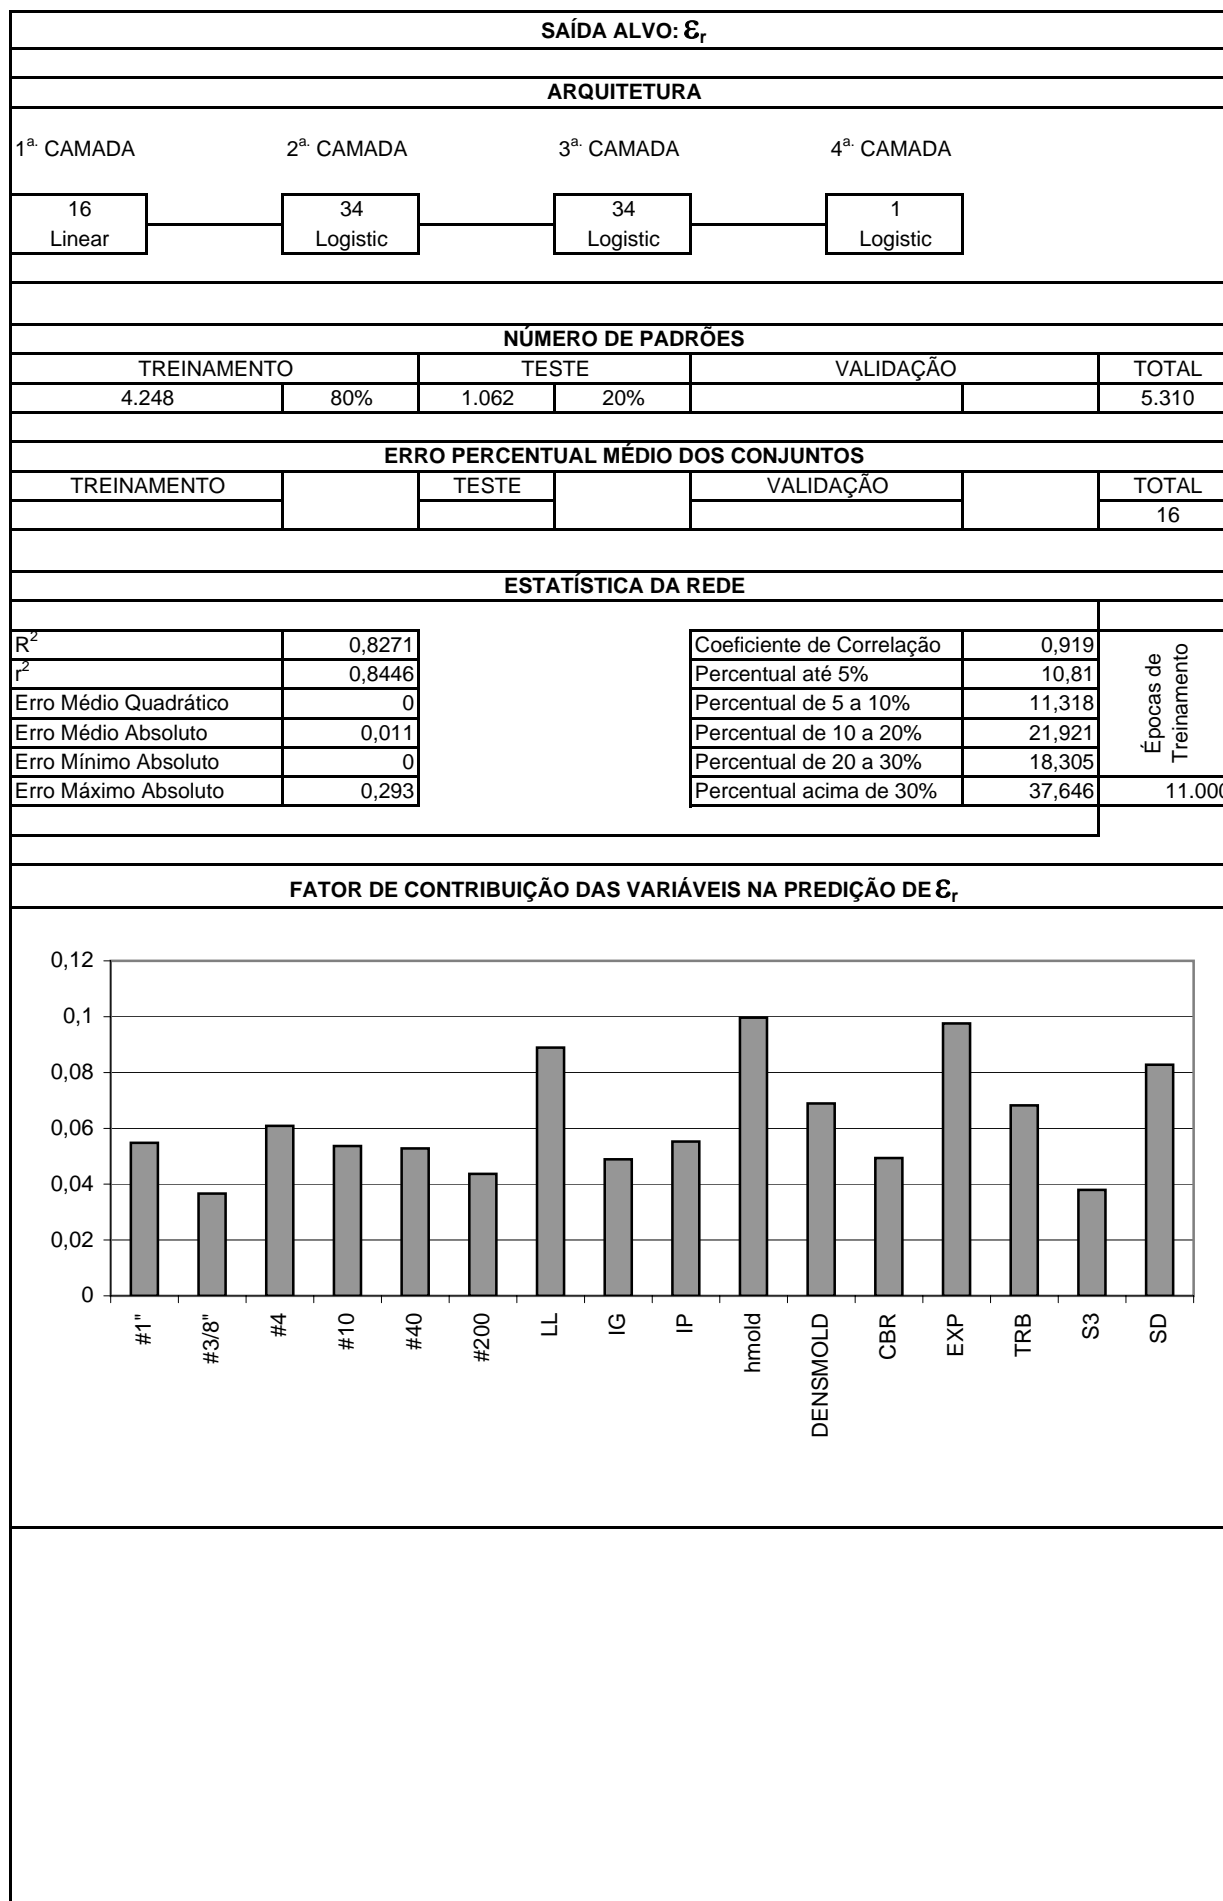 SAÍDA ALVO: εr
ARQUITETURA
1ª. CAMADA 2ª. CAMADA 3ª. CAMADA 4ª. CAMADA
16 34 34 1
Linear Logistic Logistic Logistic
NÚMERO DE PADRÕES
TREINAMENTO TESTE VALIDAÇÃO TOTAL
4.248 80% 1.062 20% 5.310
ERRO PERCENTUAL MÉDIO DOS CONJUNTOS
TREINAMENTO TESTE VALIDAÇÃO TOTAL
16
ESTATÍSTICA DA REDE
R² 0,8271 Coeficiente de Correlação 0,919
r² 0,8446 Percentual até 5% 10,81
Erro Médio Quadrático 0 Percentual de 5 a 10% 11,318
Erro Médio Absoluto 0,011 Percentual de 10 a 20% 21,921
Erro Mínimo Absoluto 0 Percentual de 20 a 30% 18,305
Épocas de
Treinamento
Erro Máximo Absoluto 0,293 Percentual acima de 30% 37,646 11.000
FATOR DE CONTRIBUIÇÃO DAS VARIÁVEIS NA PREDIÇÃO DE εr
0,12
0,1
0,08
0,06
0,04
0,02
0
#1"
#3/8"
#4
#10
#40
#200
LL
IG
IP
hmold
DENSMOLD
CBR
EXP
TRB
S3
SD